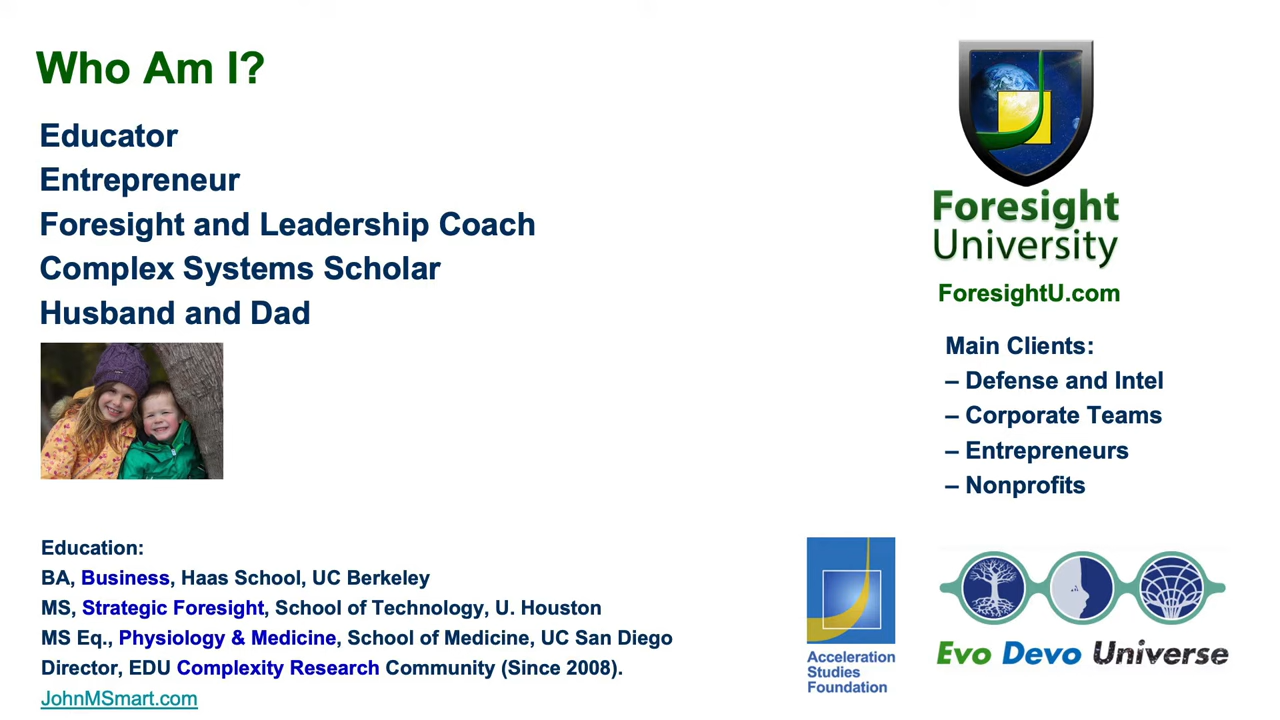 Who Am I?
Educator
Entrepreneur
Foresight and Leadership Coach
Complex Systems Scholar
Husband and Dad
Education:
BA, Business, Haas School, UC Berkeley
MS, Strategic Foresight, School of Technology, U. Houston
MS Eq., Physiology & Medicine, School of Medicine, UC San Diego
Director, EDU Complexity Research Community (Since 2008).
JohnMSmart.com
Foresight
University
ForesightU.com
Main Clients:
– Defense and Intel
– Corporate Teams
– Entrepreneurs
– Nonprofits
Acceleration
Studies
Foundation
Evo Devo Universe